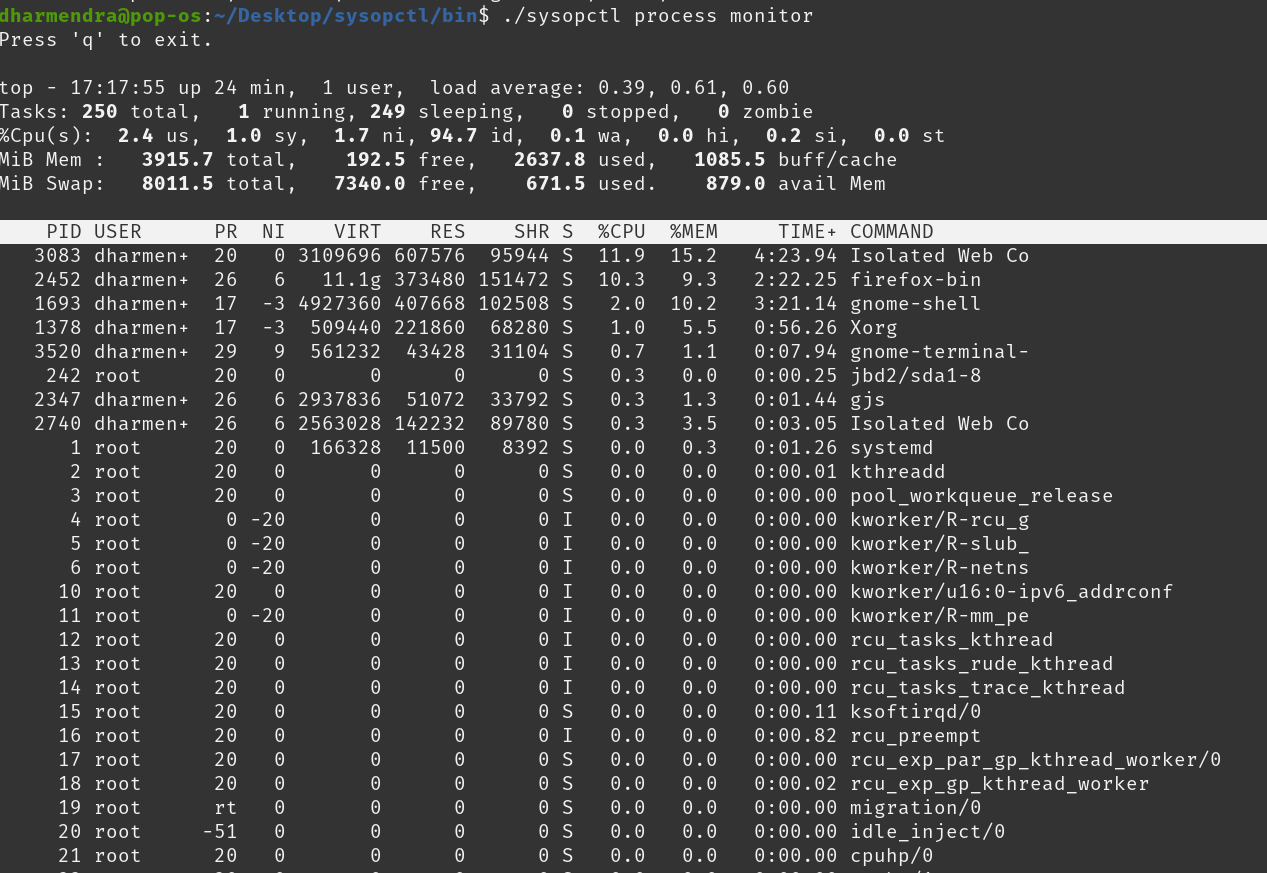 dharmendra@pop-os:~/Desktop/sysopctl/bin$ ./sysopctl process monitor
Press 'q' to exit.
top - 17:17:55 up 24 min,  1 user,  load average: 0.39, 0.61, 0.60
Tasks: 250 total,   1 running, 249 sleeping,   0 stopped,   0 zombie
%Cpu(s):  2.4 us,  1.0 sy,  1.7 ni, 94.7 id,  0.1 wa,  0.0 hi,  0.2 si,  0.0 st
MiB Mem :   3915.7 total,    192.5 free,   2637.8 used,   1085.5 buff/cache
MiB Swap:   8011.5 total,   7340.0 free,    671.5 used.    879.0 avail Mem
PID USER      PR  NI    VIRT    RES    SHR S  %CPU  %MEM     TIME+ COMMAND
3083 dharmen+  20   0 3109696 607576  95944 S  11.9  15.2   4:23.94 Isolated Web Co
2452 dharmen+  26   6   11.1g 373480 151472 S  10.3   9.3   2:22.25 firefox-bin
1693 dharmen+  17  -3 4927360 407668 102508 S   2.0  10.2   3:21.14 gnome-shell
1378 dharmen+  17  -3  509440 221860  68280 S   1.0   5.5   0:56.26 Xorg
3520 dharmen+  29   9  561232  43428  31104 S   0.7   1.1   0:07.94 gnome-terminal-
242 root      20   0       0      0      0 S   0.3   0.0   0:00.25 jbd2/sda1-8
2347 dharmen+  26   6 2937836  51072  33792 S   0.3   1.3   0:01.44 gjs
2740 dharmen+  26   6 2563028 142232  89780 S   0.3   3.5   0:03.05 Isolated Web Co
1 root      20   0  166328  11500   8392 S   0.0   0.3   0:01.26 systemd
2 root      20   0       0      0      0 S   0.0   0.0   0:00.01 kthreadd
3 root      20   0       0      0      0 S   0.0   0.0   0:00.00 pool_workqueue_release
4 root       0 -20       0      0      0 I   0.0   0.0   0:00.00 kworker/R-rcu_g
5 root       0 -20       0      0      0 I   0.0   0.0   0:00.00 kworker/R-slub_
6 root       0 -20       0      0      0 I   0.0   0.0   0:00.00 kworker/R-netns
10 root      20   0       0      0      0 I   0.0   0.0   0:00.00 kworker/u16:0-ipv6_addrconf
11 root       0 -20       0      0      0 I   0.0   0.0   0:00.00 kworker/R-mm_pe
12 root      20   0       0      0      0 I   0.0   0.0   0:00.00 rcu_tasks_kthread
13 root      20   0       0      0      0 I   0.0   0.0   0:00.00 rcu_tasks_rude_kthread
14 root      20   0       0      0      0 I   0.0   0.0   0:00.00 rcu_tasks_trace_kthread
15 root      20   0       0      0      0 S   0.0   0.0   0:00.11 ksoftirqd/0
16 root      20   0       0      0      0 I   0.0   0.0   0:00.82 rcu_preempt
17 root      20   0       0      0      0 S   0.0   0.0   0:00.00 rcu_exp_par_gp_kthread_worker/0
18 root      20   0       0      0      0 S   0.0   0.0   0:00.02 rcu_exp_gp_kthread_worker
19 root      rt   0       0      0      0 S   0.0   0.0   0:00.00 migration/0
20 root     -51   0       0      0      0 S   0.0   0.0   0:00.00 idle_inject/0
21 root      20   0       0      0      0 S   0.0   0.0   0:00.00 cpuhp/0